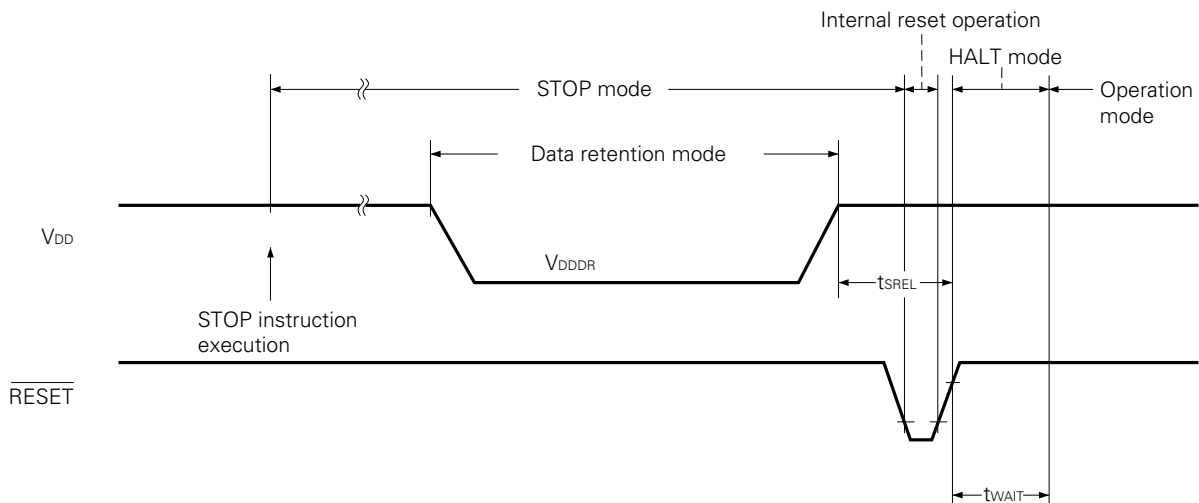 Internal reset operation
HALT mode
STOP mode
Operation
mode
Data retention mode
VDD
VDDDR
tSREL
STOP instruction
execution
RESET
tWAIT